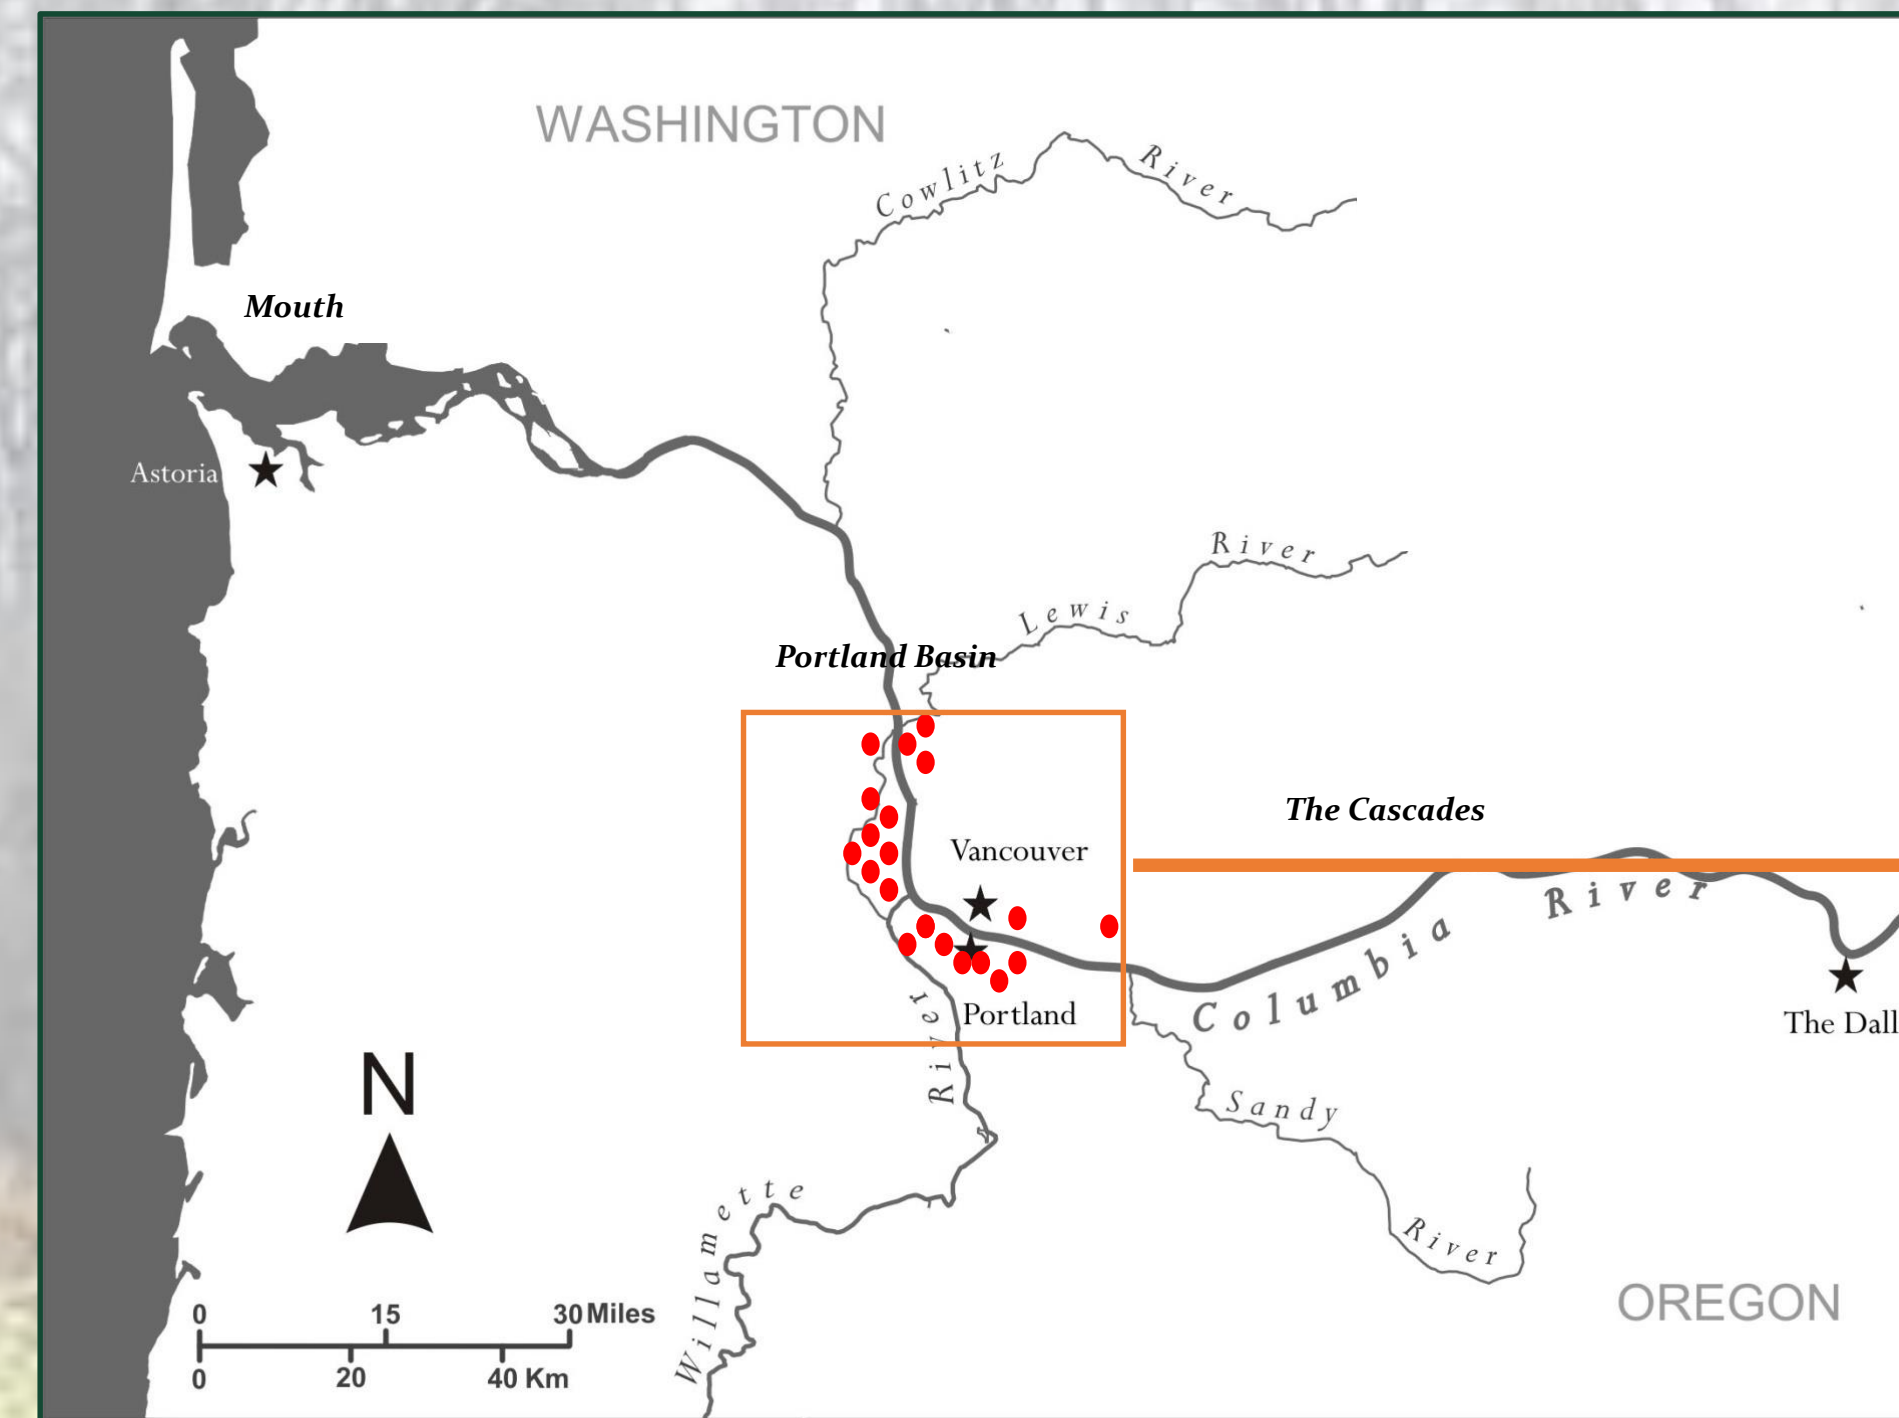 WASHINGTON
Cowlitz River
Mouth
Astoria
River
Lewis
Portland Basin
The Cascades
Vancouver
Columbia River
Portland
The Dall
River
N
Sandy
Willamette
River
OREGON
0 15 30 Miles
0 20 40 Km